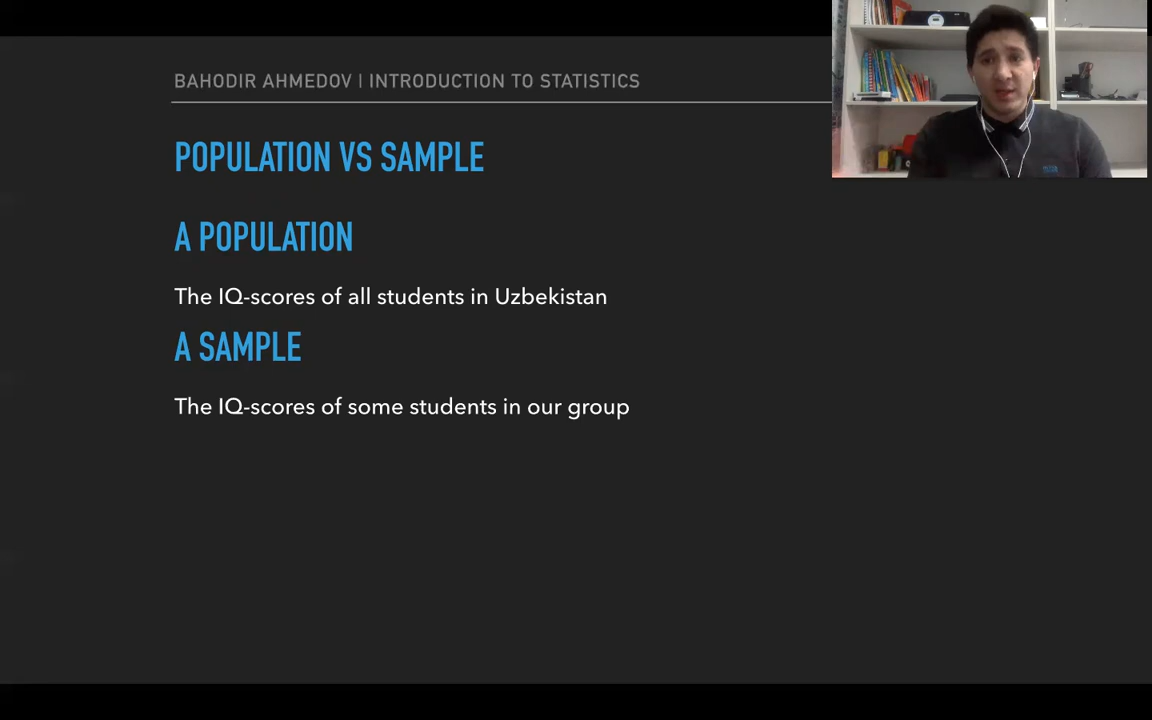 BAHODIR AHMEDOV | INTRODUCTION TO STATISTICS
POPULATION VS SAMPLE
A POPULATION
The IQ-scores of all students in Uzbekistan
A SAMPLE
The IQ-scores of some students in our group